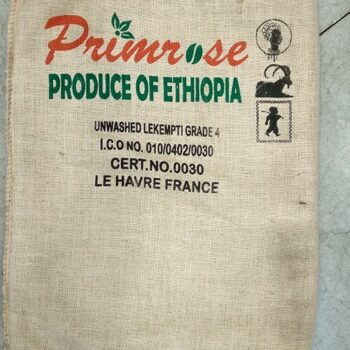 Primrose
PRODUCE OF ETHIOPIA
UNWASHED LEKEMPTI GRADE 4
I.C.O NO. 010/0402/0030
CERT.NO.0030
LE HAVRE FRANCE